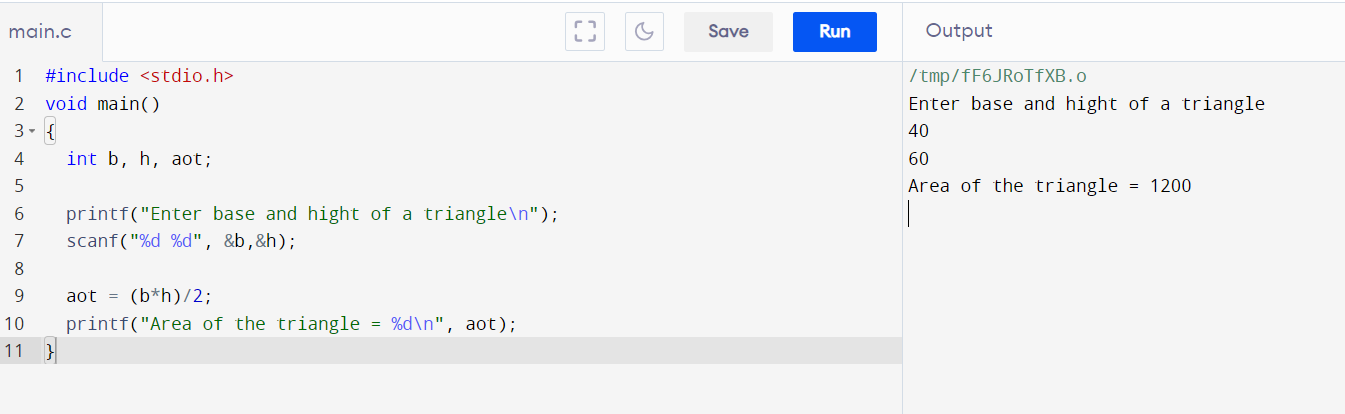 main.c
Save
Run
Output
1 #include <stdio.h>
2 void main()
3 {
4 int b, h, aot;
5
6 printf("Enter base and hight of a triangle\n");
7 scanf("%d %d", &b,&h);
8
9 aot = (b*h)/2;
10 printf("Area of the triangle = %d\n", aot);
11 }
/tmp/fF6JRoTfXB.o
Enter base and hight of a triangle
40
60
Area of the triangle = 1200